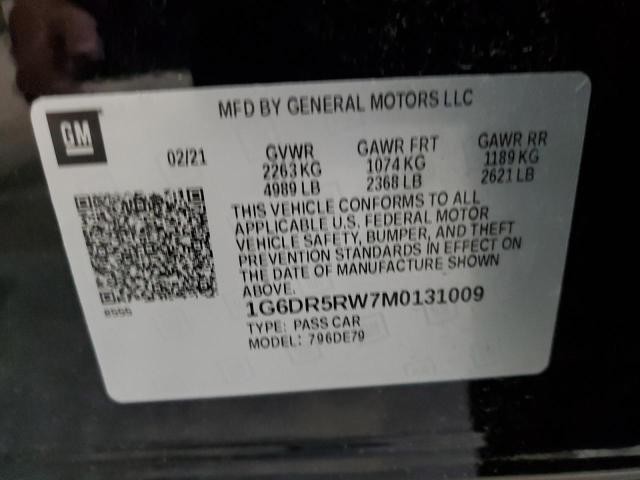 MFD BY GENERAL MOTORS LLC
GM
02/21 GVWR GAWR FRT GAWR RR
2263 KG 1074 KG 1189 KG
4989 LB 2368 LB 2621 LB
THIS VEHICLE CONFORMS TO ALL
APPLICABLE U.S. FEDERAL MOTOR
VEHICLE SAFETY, BUMPER, AND THEFT
PREVENTION STANDARDS IN EFFECT ON
THE DATE OF MANUFACTURE SHOWN
ABOVE.
1G6DR5RW7M0131009
TYPE: PASS CAR
MODEL: 796DE79